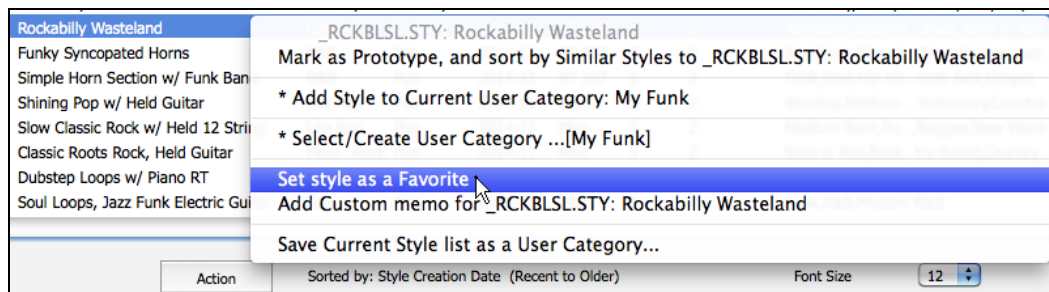 Rockabilly Wasteland
Funky Syncopated Horns
Simple Horn Section w/ Funk Ban
Shining Pop w/ Held Guitar
Slow Classic Rock w/ Held 12 Strin
Classic Roots Rock, Held Guitar
Dubstep Loops w/ Piano RT
Soul Loops, Jazz Funk Electric Gui
_RCKBLSL.STY: Rockabilly Wasteland
Mark as Prototype, and sort by Similar Styles to _RCKBLSL.STY: Rockabilly Wasteland
* Add Style to Current User Category: My Funk
* Select/Create User Category ...[My Funk]
Set style as a Favorite
Add Custom memo for _RCKBLSL.STY: Rockabilly Wasteland
Save Current Style list as a User Category...
Action
Sorted by: Style Creation Date (Recent to Older)
Font Size
12